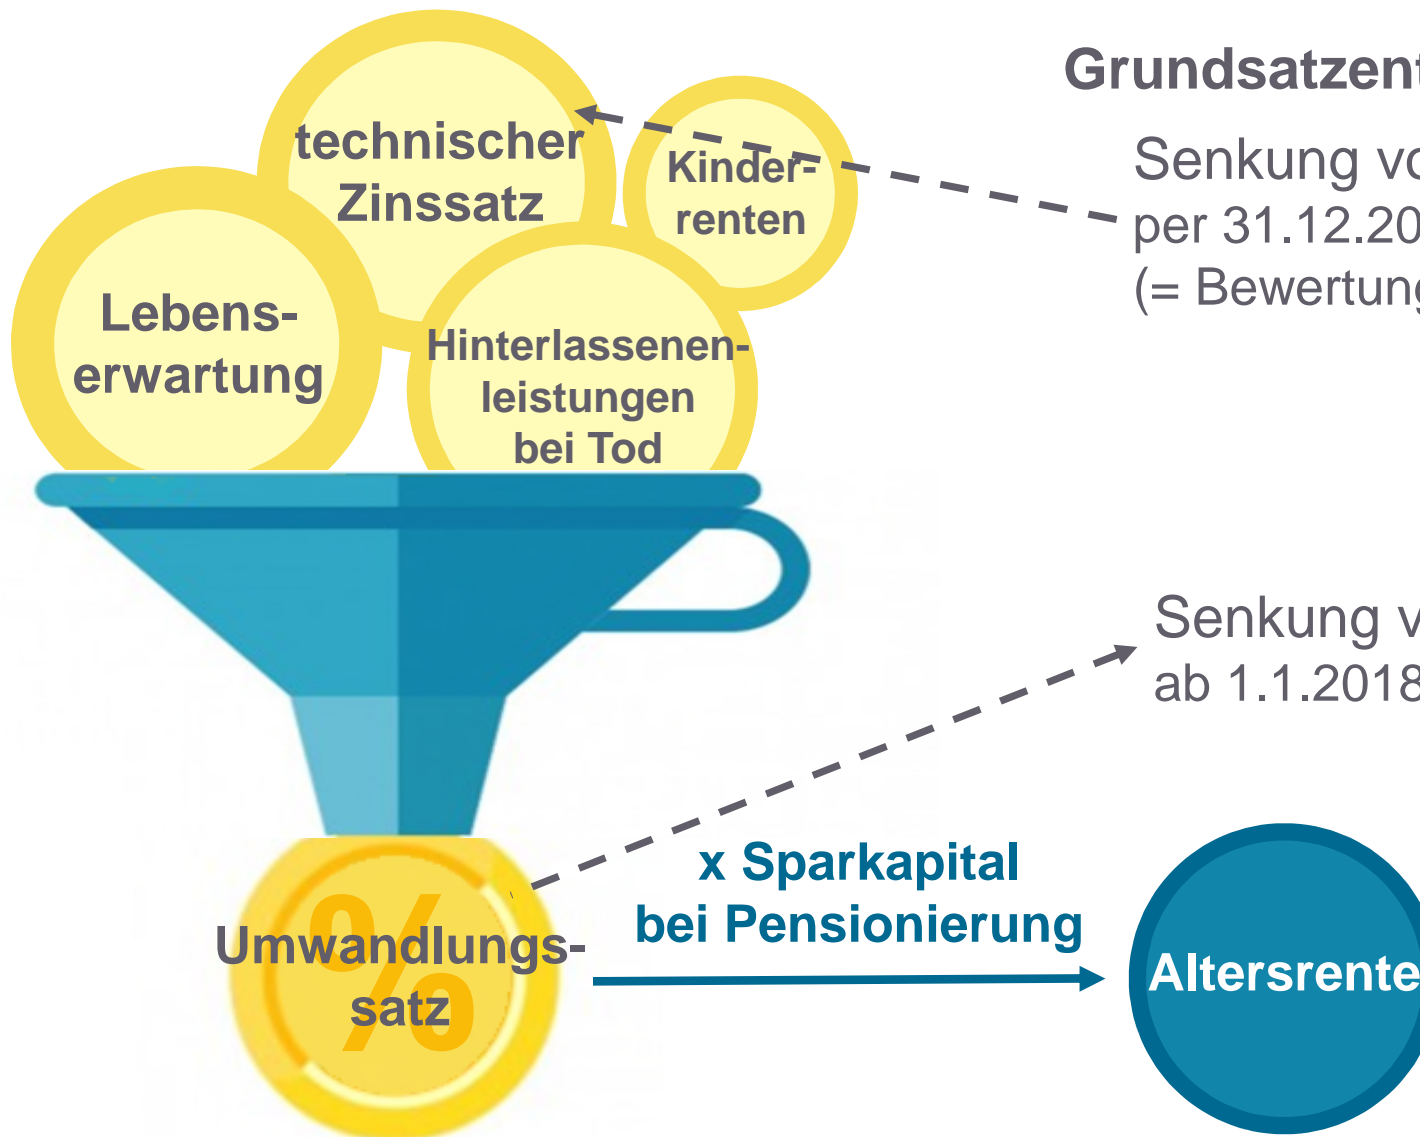 Grundsatzent
technischer
Zinssatz
Kinder-
renten
Senkung vo
per 31.12.20
(= Bewertung
Lebens-
erwartung
Hinterlassenen-
leistungen
bei Tod
Senkung v
ab 1.1.2018
%
Umwandlungs-
satz
x Sparkapital
bei Pensionierung
Altersrente